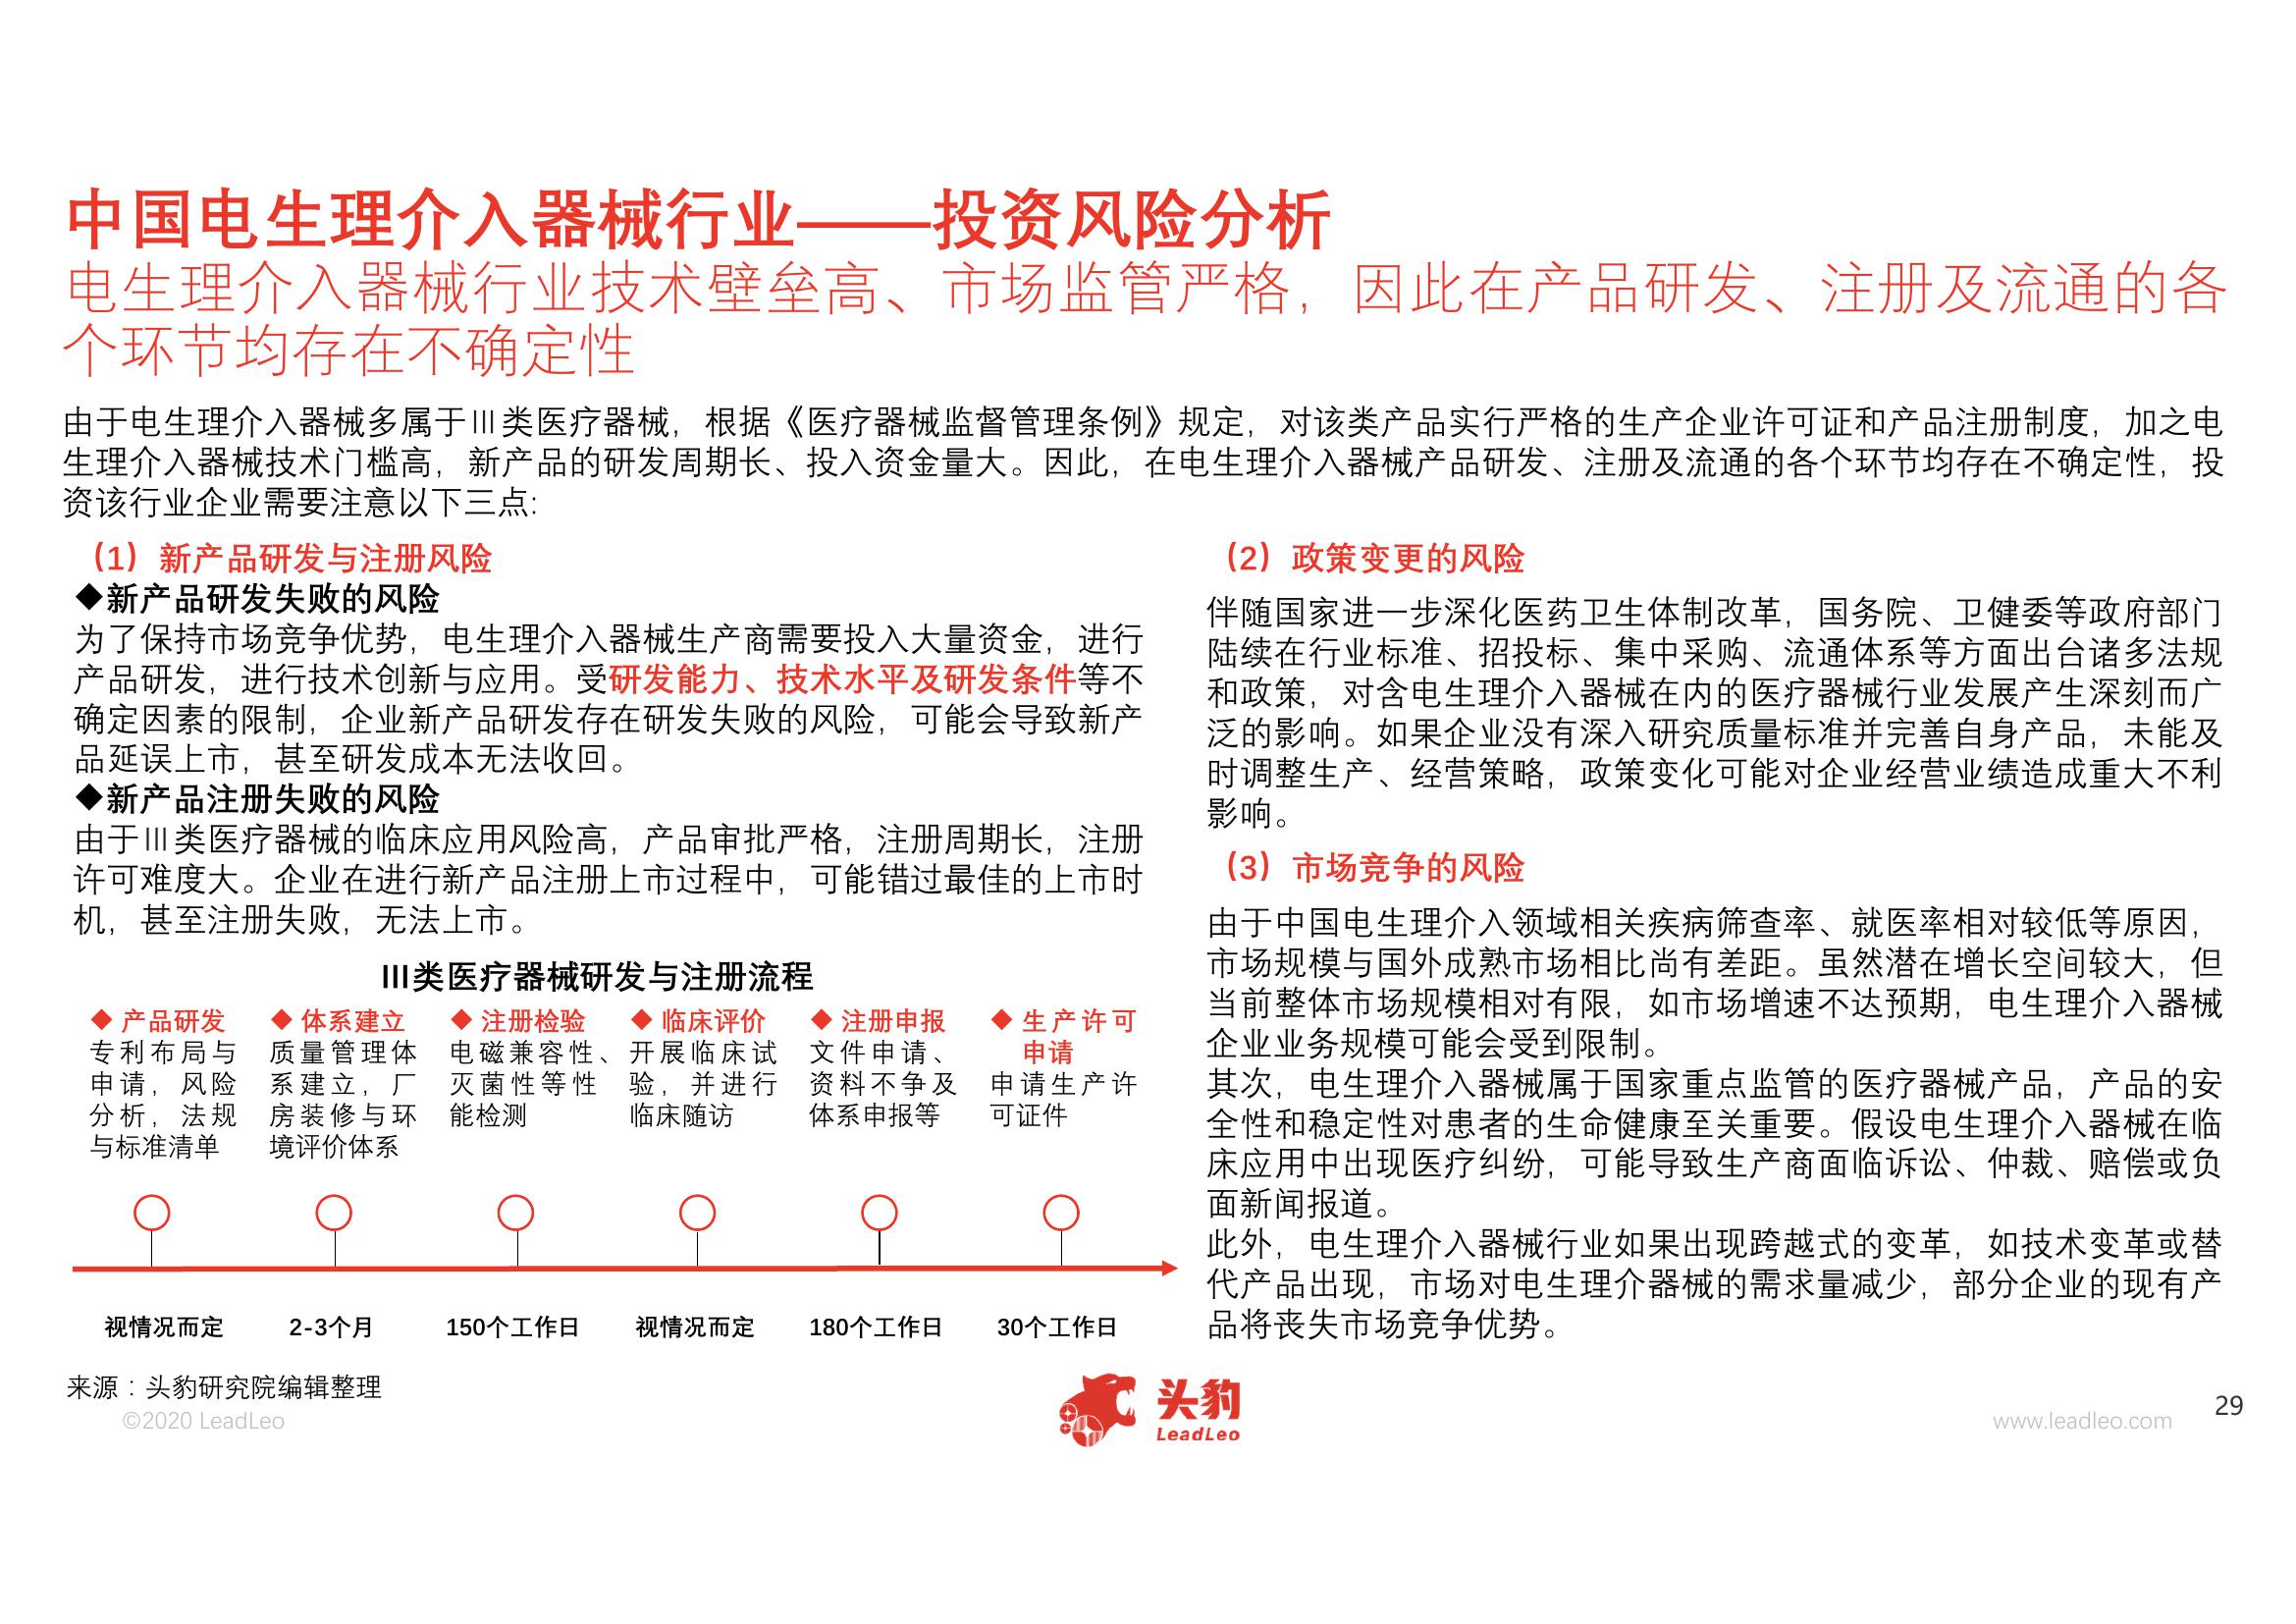 中国电生理介入器械行业——投资风险分析
电生理介入器械行业技术壁垒高、市场监管严格，因此在产品研发、注册及流通的各
个环节均存在不确定性
由于电生理介入器械多属于III类医疗器械，根据《医疗器械监督管理条例》规定，对该类产品实行严格的生产企业许可证和产品注册制度，加之电
生理介入器械技术门槛高，新产品的研发周期长、投入资金量大。因此，在电生理介入器械产品研发、注册及流通的各个环节均存在不确定性，投
资该行业企业需要注意以下三点：
（1）新产品研发与注册风险
◆新产品研发失败的风险
为了保持市场竞争优势，电生理介入器械生产商需要投入大量资金，进行
产品研发，进行技术创新与应用。受研发能力、技术水平及研发条件等不
确定因素的限制，企业新产品研发存在研发失败的风险，可能会导致新产
品延误上市，甚至研发成本无法收回。
◆新产品注册失败的风险
由于III类医疗器械的临床应用风险高，产品审批严格，注册周期长，注册
许可难度大。企业在进行新产品注册上市过程中，可能错过最佳的上市时
机，甚至注册失败，无法上市。
III类医疗器械研发与注册流程
◆ 产品研发
专利布局与
申请，风险
分析，法规
与标准清单
◆ 体系建立
质量管理体
系建立，厂
房装修与环
境评价体系
◆ 注册检验
电磁兼容性、
灭菌性等性
能检测
◆ 临床评价
开展临床试
验，并进行
临床随访
◆ 注册申报
文件申请、
资料不争及
体系申报等
◆ 生产许可
申请
申请生产许
可证件
视情况而定
2-3个月
150个工作日
视情况而定
180个工作日
30个工作日
（2）政策变更的风险
伴随国家进一步深化医药卫生体制改革，国务院、卫健委等政府部门
陆续在行业标准、招投标、集中采购、流通体系等方面出台诸多法规
和政策，对含电生理介入器械在内的医疗器械行业发展产生深刻而广
泛的影响。如果企业没有深入研究质量标准并完善自身产品，未能及
时调整生产、经营策略，政策变化可能对企业经营业绩造成重大不利
影响。
（3）市场竞争的风险
由于中国电生理介入领域相关疾病筛查率、就医率相对较低等原因，
市场规模与国外成熟市场相比尚有差距。虽然潜在增长空间较大，但
当前整体市场规模相对有限，如市场增速不达预期，电生理介入器械
企业业务规模可能会受到限制。
其次，电生理介入器械属于国家重点监管的医疗器械产品，产品的安
全性和稳定性对患者的生命健康至关重要。假设电生理介入器械在临
床应用中出现医疗纠纷，可能导致生产商面临诉讼、仲裁、赔偿或负
面新闻报道。
此外，电生理介入器械行业如果出现跨越式的变革，如技术变革或替
代产品出现，市场对电生理介器械的需求量减少，部分企业的现有产
品将丧失市场竞争优势。
来源：头豹研究院编辑整理
©2020 LeadLeo
头豹
LeadLeo
www.leadleo.com
29